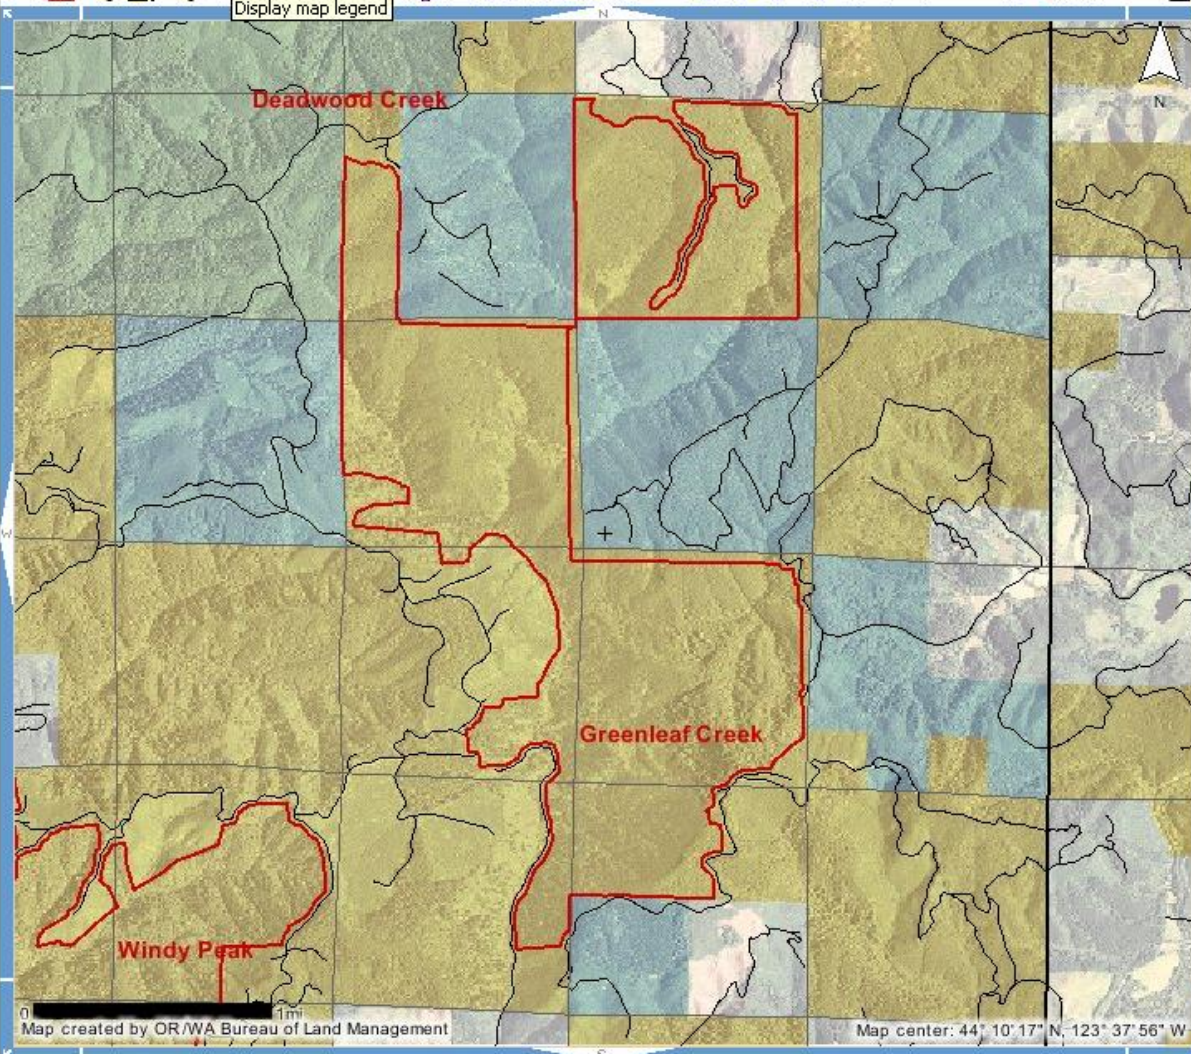 Display map legend
N
N
Deadwood Creek
W
Greenleaf Creek
Windy Peak
0 1mi
Map created by OR/WA Bureau of Land Management
Map center: 44° 10' 17" N, 123° 37' 56" W
S